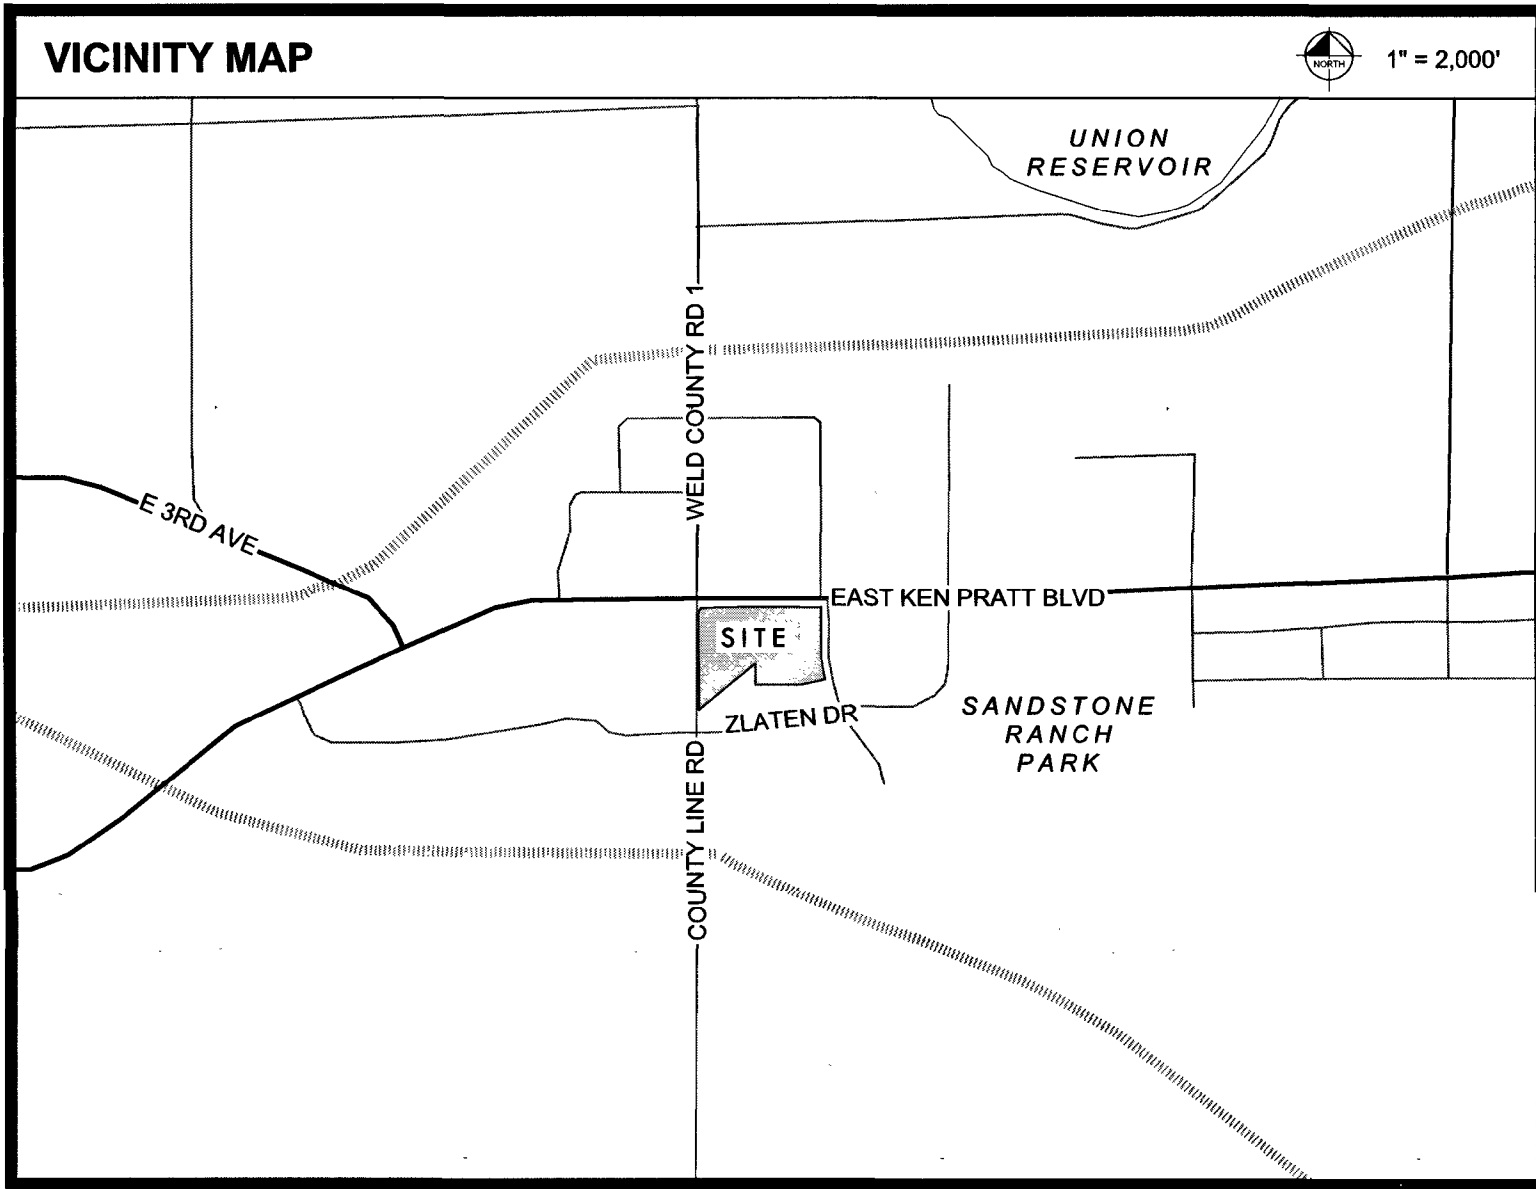 VICINITY MAP
NORTH
1" = 2,000'
UNION
RESERVOIR
WELD COUNTY RD 1
E 3RD AVE
EAST KEN PRATT BLVD
SITE
ZLATEN DR
SANDSTONE
RANCH
PARK
COUNTY LINE RD